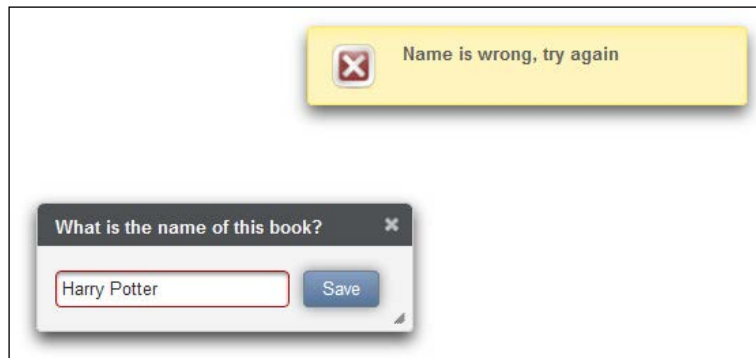 Name is wrong, try again
What is the name of this book?
Harry Potter
Save